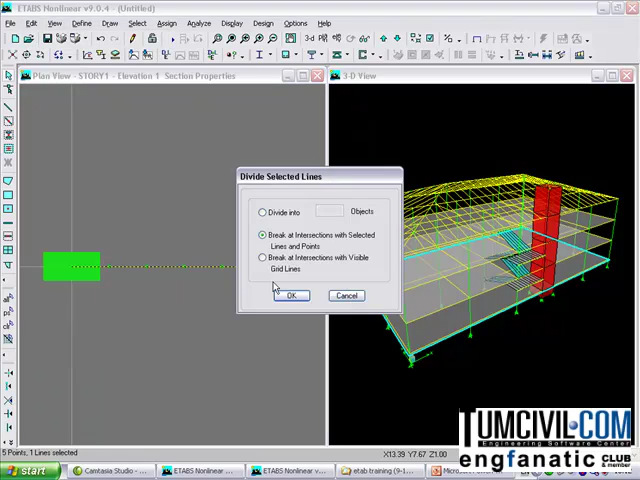 ETABS Nonlinear v9.0.4 - (Untitled)
File Edit View Define Draw Select Assign Analyze Display Design Options Help
Plan View - STORY1 - Elevation 1 Section Properties
3-D View
Divide Selected Lines
Divide into Objects
Break at Intersections with Selected
Lines and Points
Break at Intersections with Visible
Grid Lines
OK Cancel
TUMCIVIL.COM
Engineering Software Center
engfanatic CLUB
& member
5 Points, 1 Lines selected
X13.39 Y7.67 Z1.00
start Camtasia Studio - ETABS Nonlinear ... ETABS Nonlinear v... etab training (9-1... Microsoft